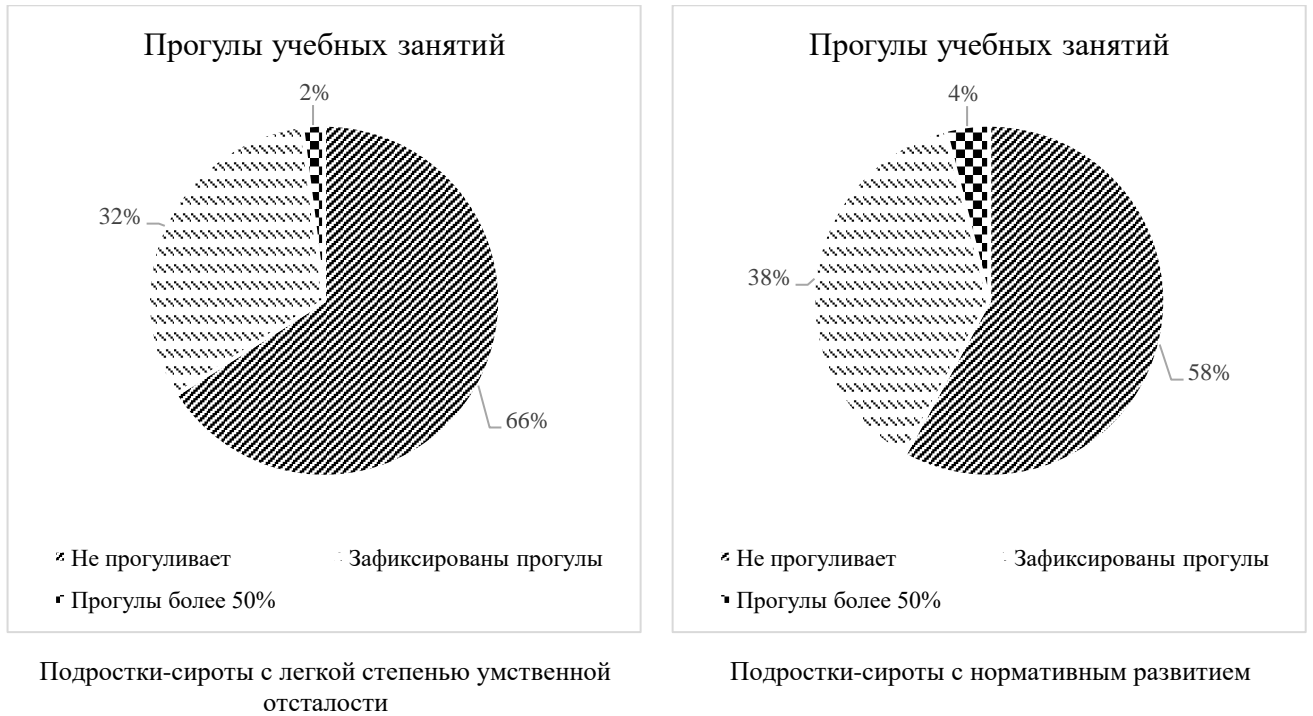 Прогулы учебных занятий
2%
32%
66%
Не прогуливает
Зафиксированы прогулы
Прогулы более 50%
Подростки-сироты с легкой степенью умственной
отсталости
Прогулы учебных занятий
4%
38%
58%
Не прогуливает
Зафиксированы прогулы
Прогулы более 50%
Подростки-сироты с нормативным развитием